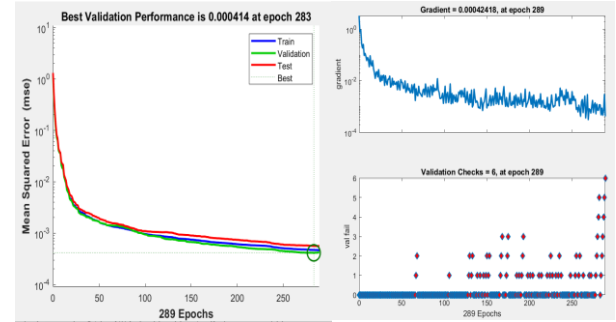 Best Validation Performance is 0.000414 at epoch 283
Train
Validation
Test
Best
Mean Squared Error (mse)
10^0
10^-1
10^-2
10^-3
10^-4
0 50 100 150 200 250
289 Epochs
Gradient = 0.00042418, at epoch 289
gradient
10^0
10^-2
10^-4
Validation Checks = 6, at epoch 289
val fail
6
5
4
3
2
1
0
0 50 100 150 200 250
289 Epochs